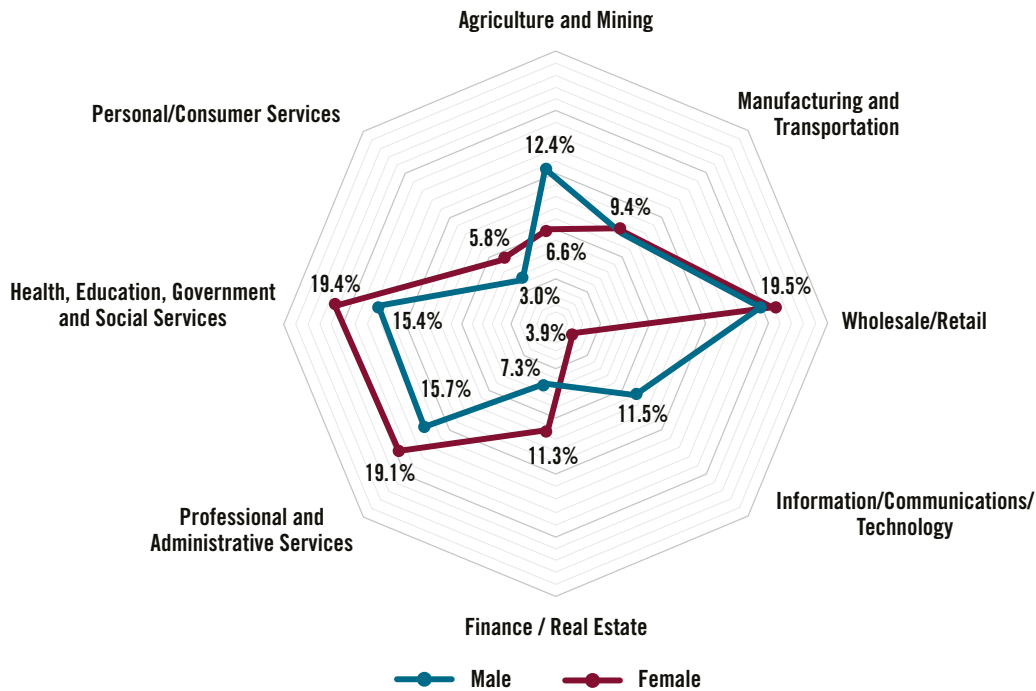 Agriculture and Mining
Personal/Consumer Services
Manufacturing and
Transportation
12.4%
9.4%
5.8%
6.6%
19.4%
3.0%
19.5%
Health, Education, Government
and Social Services
15.4%
3.9%
Wholesale/Retail
7.3%
15.7%
11.5%
11.3%
19.1%
Information/Communications/
Technology
Professional and
Administrative Services
Finance / Real Estate
Male
Female